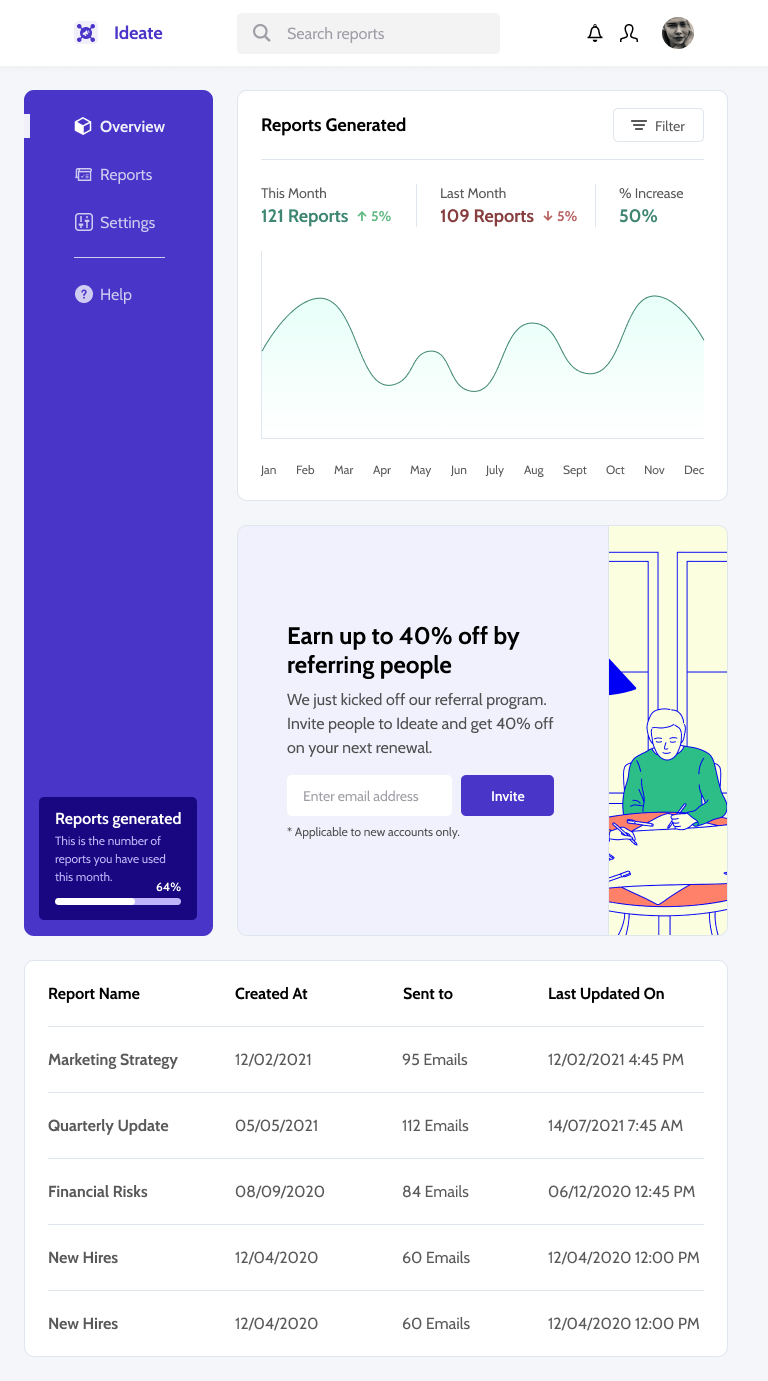 Ideate
Search reports
Overview
Reports
Settings
Help
Reports generated
This is the number of
reports you have used
this month.
64%
Reports Generated
Filter
This Month
121 Reports ↑ 5%
Last Month
109 Reports ↓ 5%
% Increase
50%
Jan Feb Mar Apr May Jun July Aug Sept Oct Nov Dec
Earn up to 40% off by
referring people
We just kicked off our referral program.
Invite people to Ideate and get 40% off
on your next renewal.
Enter email address
Invite
* Applicable to new accounts only.
Report Name Created At Sent to Last Updated On
Marketing Strategy 12/02/2021 95 Emails 12/02/2021 4:45 PM
Quarterly Update 05/05/2021 112 Emails 14/07/2021 7:45 AM
Financial Risks 08/09/2020 84 Emails 06/12/2020 12:45 PM
New Hires 12/04/2020 60 Emails 12/04/2020 12:00 PM
New Hires 12/04/2020 60 Emails 12/04/2020 12:00 PM